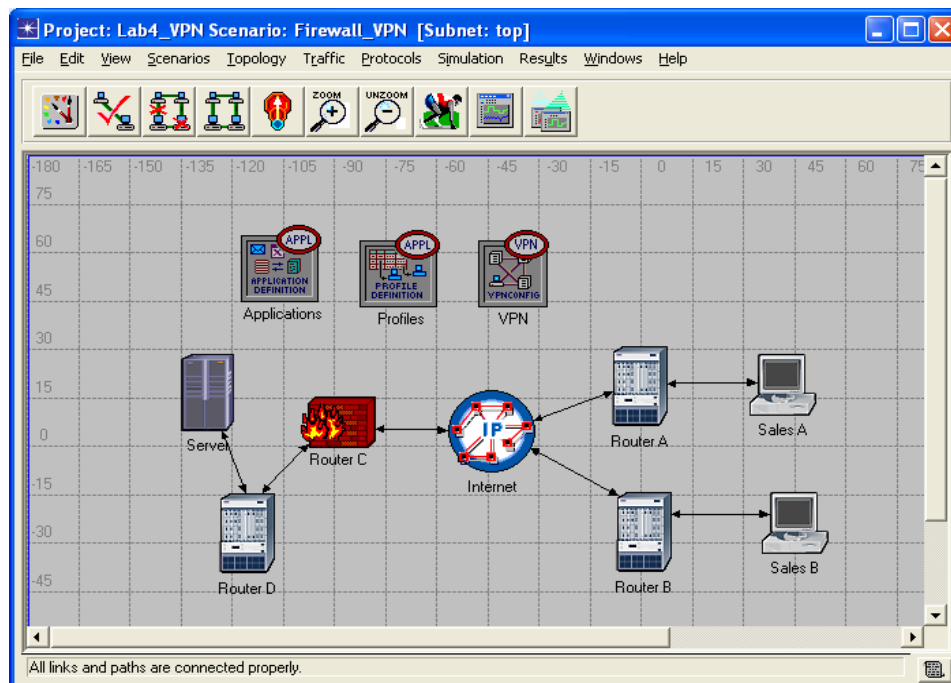 Project: Lab4_VPN Scenario: Firewall_VPN [Subnet: top]
File Edit View Scenarios Topology Traffic Protocols Simulation Results Windows Help
ZOOM UNZOOM
-180 -165 -150 -135 -120 -105 -90 -75 -60 -45 -30 -15 0 15 30 45 60 75
75
60
45
30
15
0
-15
-30
-45
APPL
APPLICATION
DEFINITION
Applications
APPL
PROFILE
DEFINITION
Profiles
VPN
VPNCONFIG
VPN
Server
Router C
IP
Internet
Router A
Sales A
Router D
Router B
Sales B
All links and paths are connected properly.